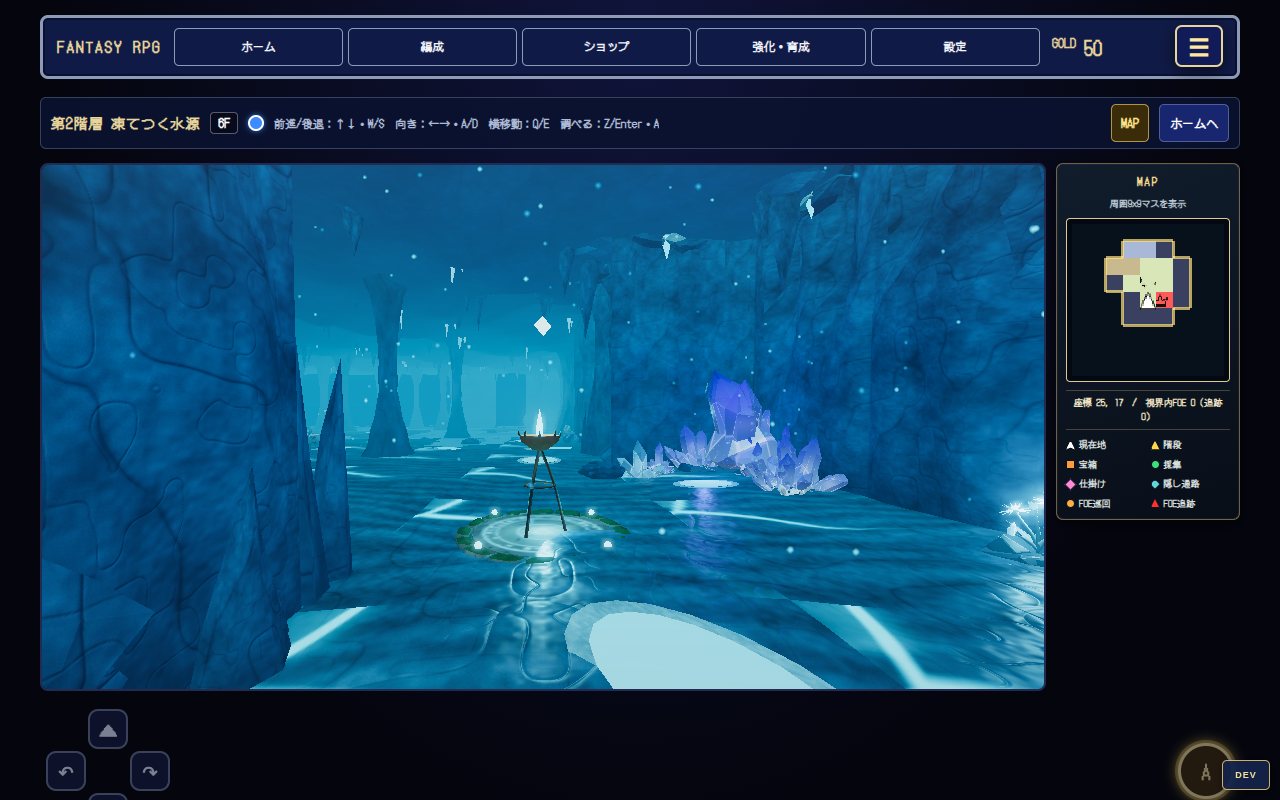 FANTASY RPG
ホーム
編成
ショップ
強化・育成
設定
GOLD 50
第2階層 凍てつく水源
6F
前進/後退：↑↓・W/S 向き：←→・A/D 横移動：Q/E 調べる：Z/Enter・A
MAP
ホームへ
MAP
周囲9x9マスを表示
座標 25, 17 / 視界内FOE 0（追跡
0）
現在地
階段
宝箱
採集
仕掛け
隠し通路
FOE巡回
FOE追跡
A
DEV